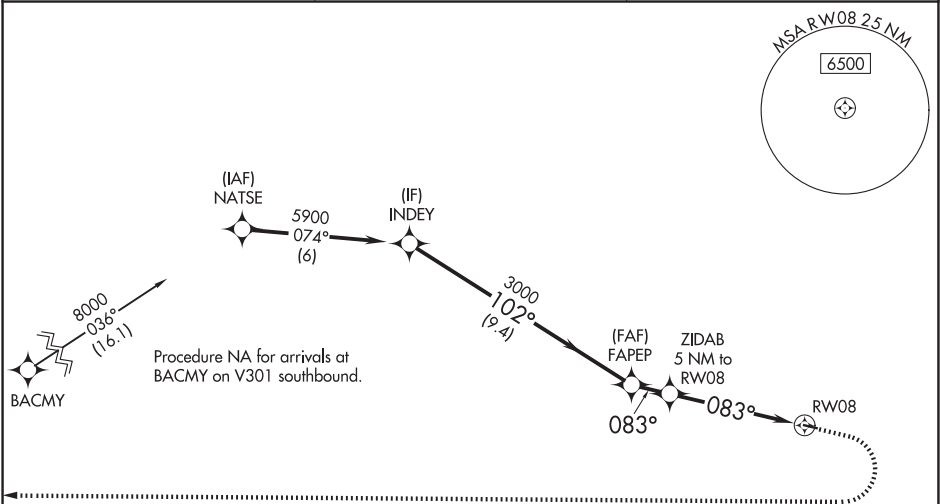 MSA RW08 25 NM
6500
(IAF)
NATSE
5900
074°
(6)
(IF)
INDEY
3000
102°
(9.4)
8000
036°
(16.1)
BACMY
Procedure NA for arrivals at
BACMY on V301 southbound.
(FAF)
FAPEP
083°
ZIDAB
5 NM to
RW08
083°
RW08